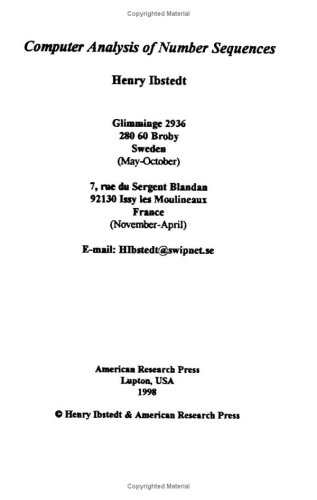 Copyrighted Material
Computer Analysis of Number Sequences
Henry Ibstedt
Glimminge 2936
280 60 Broby
Sweden
(May-October)
7, rue du Sergent Blandan
92130 Issy les Moulineaux
France
(November-April)
E-mail: HIbstedt@swipnet.se
American Research Press
Lupton, USA
1998
© Henry Ibstedt & American Research Press
Copyrighted Material